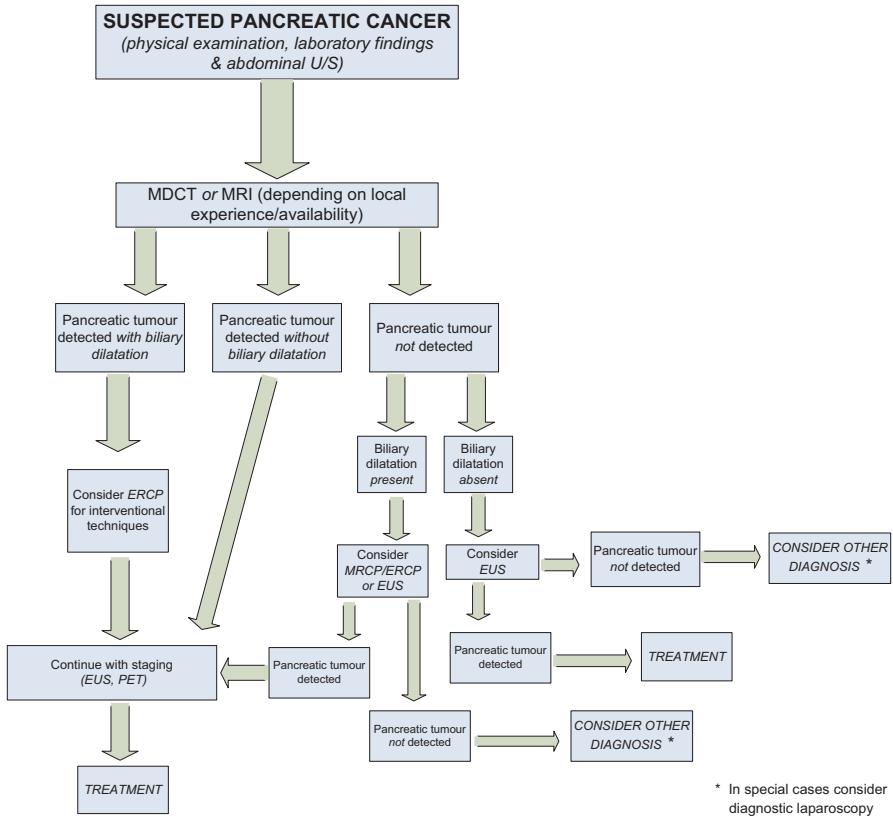 SUSPECTED PANCREATIC CANCER
(physical examination, laboratory findings
& abdominal U/S)
MDCT or MRI (depending on local
experience/availability)
Pancreatic tumour
detected with biliary
dilatation
Pancreatic tumour
detected without
biliary dilatation
Pancreatic tumour
not detected
Biliary
dilatation
present
Biliary
dilatation
absent
Consider ERCP
for interventional
techniques
Consider
MRCP/ERCP
or EUS
Consider
EUS
Pancreatic tumour
not detected
CONSIDER OTHER
DIAGNOSIS *
Continue with staging
(EUS, PET)
Pancreatic tumour
detected
Pancreatic tumour
detected
TREATMENT
Pancreatic tumour
not detected
CONSIDER OTHER
DIAGNOSIS *
TREATMENT
* In special cases consider
diagnostic laparoscopy